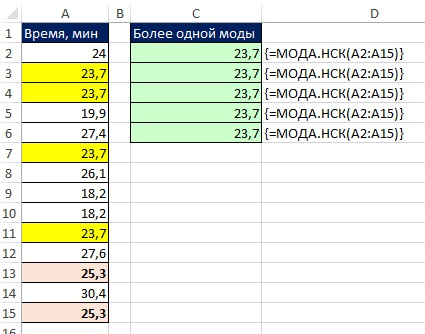 A B C D
1 Время, мин Более одной моды
2 24 23,7 {=МОДА.НСК(A2:A15)}
3 23,7 23,7 {=МОДА.НСК(A2:A15)}
4 23,7 23,7 {=МОДА.НСК(A2:A15)}
5 19,9 23,7 {=МОДА.НСК(A2:A15)}
6 27,4 23,7 {=МОДА.НСК(A2:A15)}
7 23,7
8 26,1
9 18,2
10 18,2
11 23,7
12 27,6
13 25,3
14 30,4
15 25,3
16